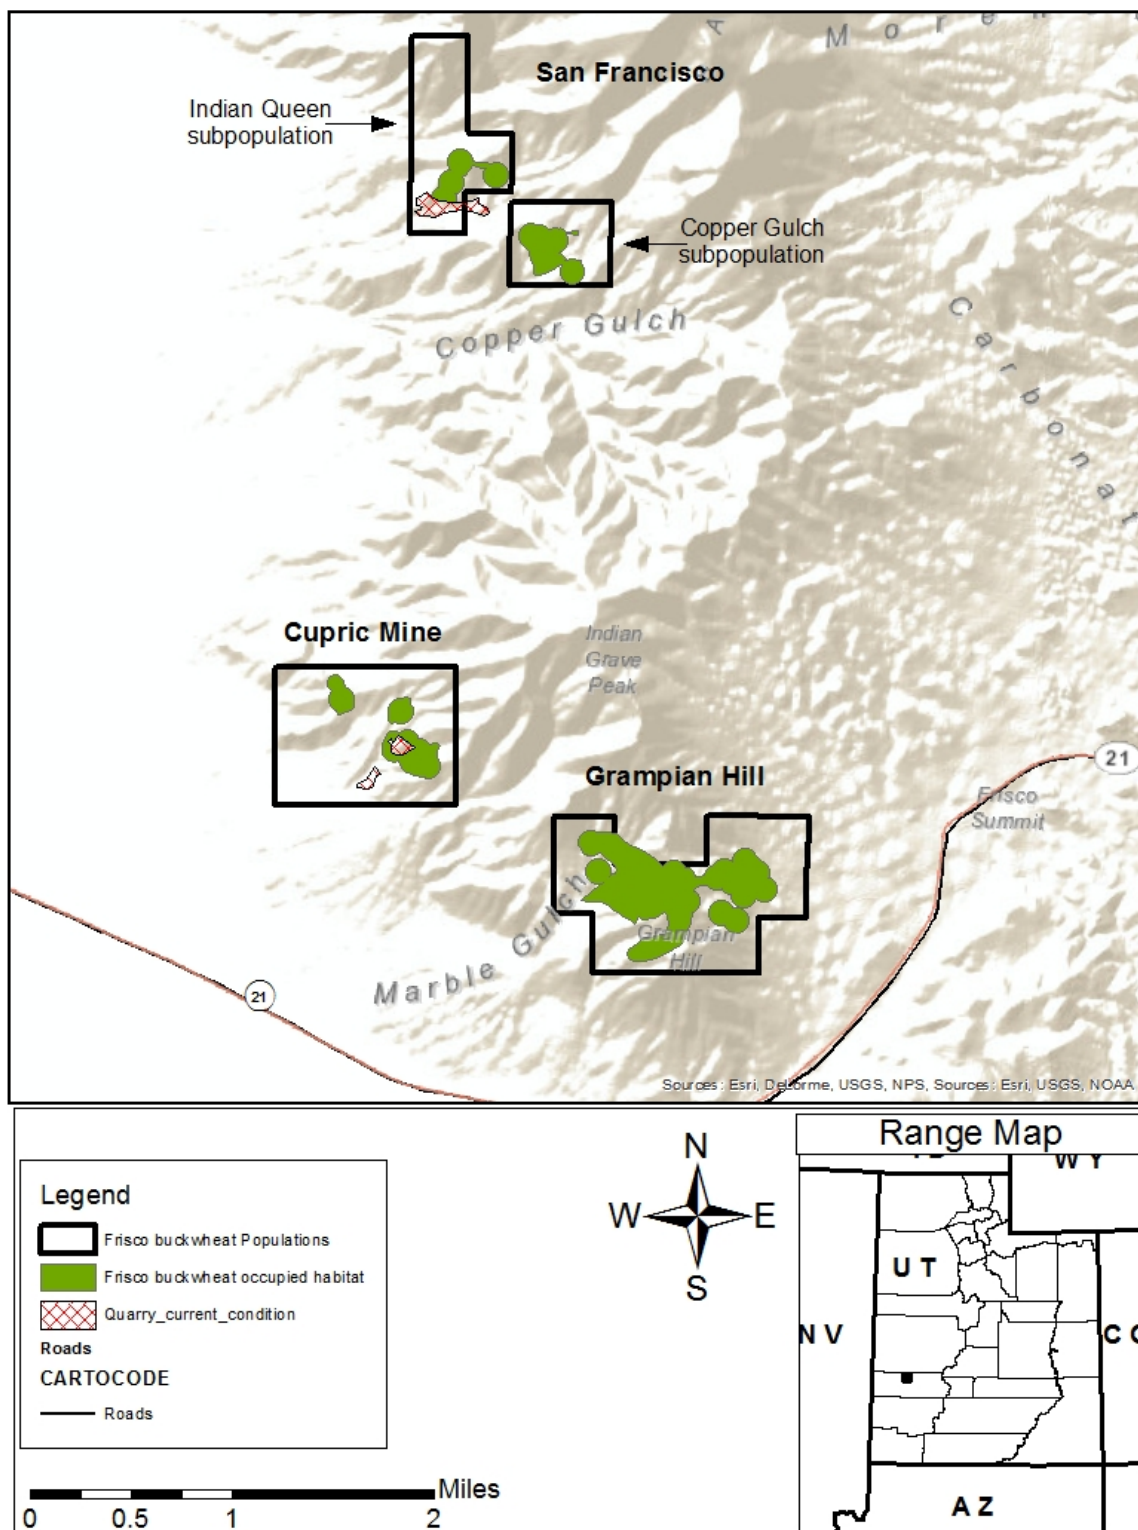 M o r e
San Francisco
Indian Queen
subpopulation
Copper Gulch
subpopulation
Copper Gulch
Carbonat
Cupric Mine
Indian
Grave
Peak
Grampian Hill
21
Frisco
Summit
Marble Gulch
Grampian
Hill
21
Sources: Esri, DeLorme, USGS, NPS, Sources: Esri, USGS, NOAA
Legend
Frisco buckwheat Populations
Frisco buckwheat occupied habitat
Quarry_current_condition
Roads
CARTOCODE
Roads
N
W E
S
Miles
0 0.5 1 2
Range Map
WY
UT
NV
CO
AZ